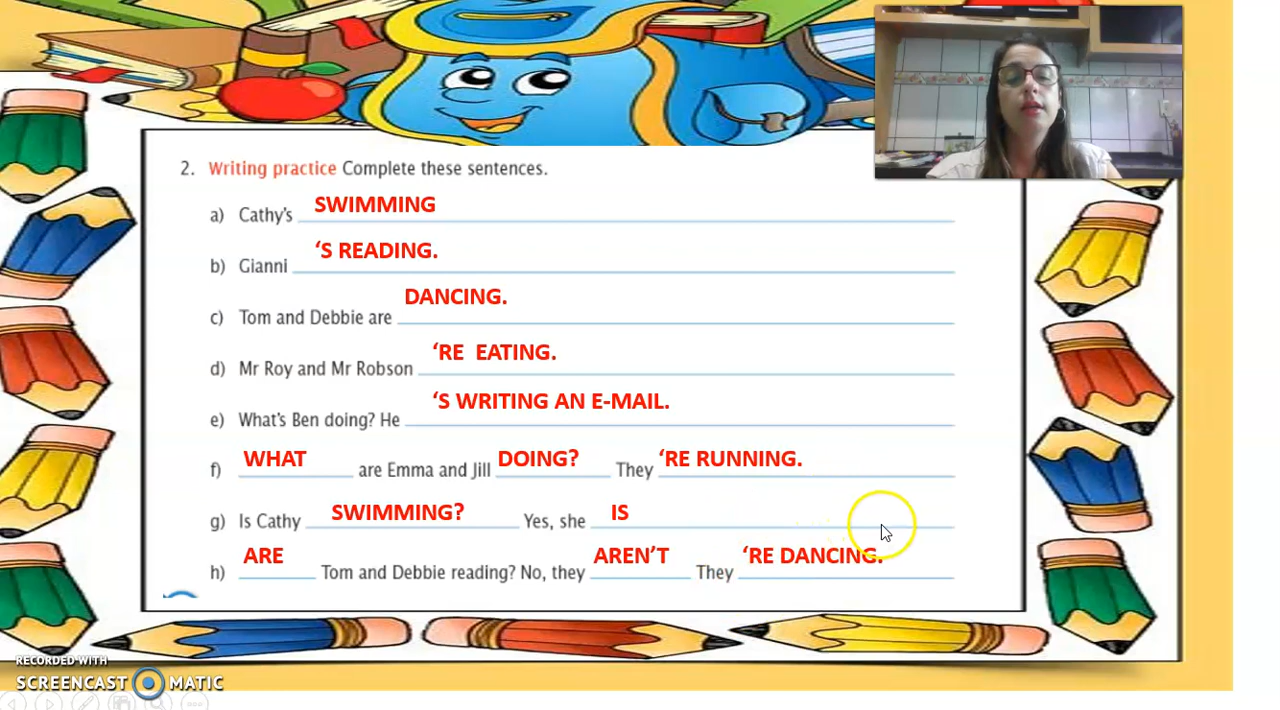 2. Writing practice Complete these sentences.
a) Cathy's SWIMMING
b) Gianni ‘S READING.
c) Tom and Debbie are DANCING.
d) Mr Roy and Mr Robson ‘RE EATING.
e) What's Ben doing? He ‘S WRITING AN E-MAIL.
f) WHAT are Emma and Jill DOING? They ‘RE RUNNING.
g) Is Cathy SWIMMING? Yes, she IS
h) ARE Tom and Debbie reading? No, they AREN’T They ‘RE DANCING.
RECORDED WITH
SCREENCAST MATIC